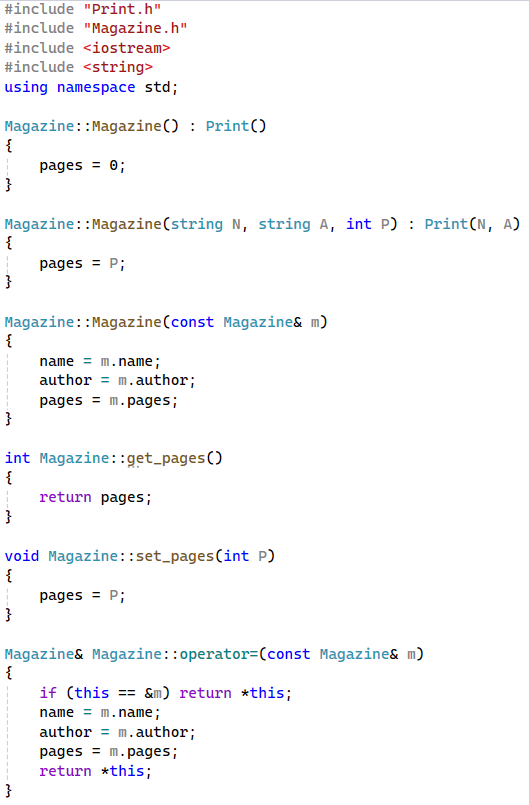 #include "Print.h"
#include "Magazine.h"
#include <iostream>
#include <string>
using namespace std;

Magazine::Magazine() : Print()
{
    pages = 0;
}

Magazine::Magazine(string N, string A, int P) : Print(N, A)
{
    pages = P;
}

Magazine::Magazine(const Magazine& m)
{
    name = m.name;
    author = m.author;
    pages = m.pages;
}

int Magazine::get_pages()
{
    return pages;
}

void Magazine::set_pages(int P)
{
    pages = P;
}

Magazine& Magazine::operator=(const Magazine& m)
{
    if (this == &m) return *this;
    name = m.name;
    author = m.author;
    pages = m.pages;
    return *this;
}